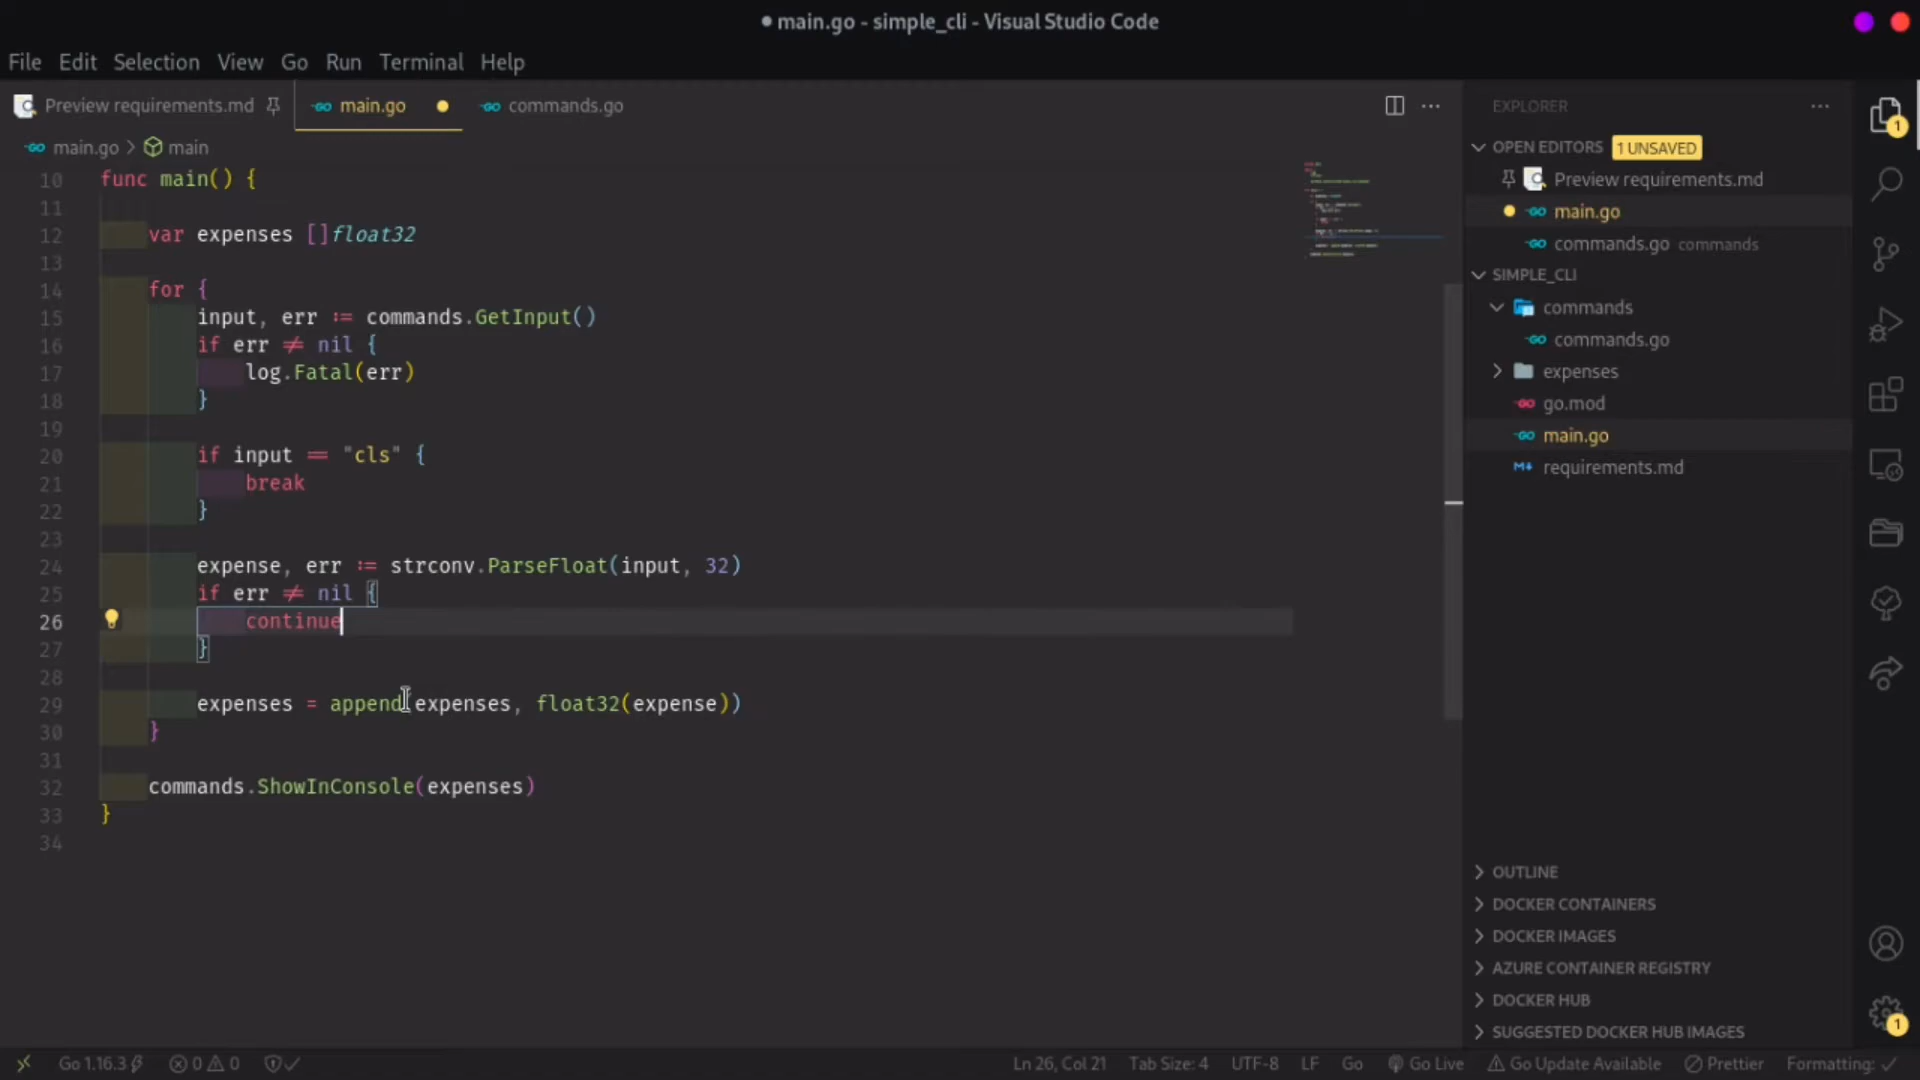 main.go - simple_cli - Visual Studio Code
File Edit Selection View Go Run Terminal Help
Preview requirements.md main.go commands.go
main.go > main
10 func main() {
11
12 var expenses []float32
13
14 for {
15 input, err := commands.GetInput()
16 if err ≠ nil {
17 log.Fatal(err)
18 }
19
20 if input == "cls" {
21 break
22 }
23
24 expense, err := strconv.ParseFloat(input, 32)
25 if err ≠ nil {
26 continue
27 }
28
29 expenses = append(expenses, float32(expense))
30 }
31
32 commands.ShowInConsole(expenses)
33 }
34
EXPLORER
OPEN EDITORS 1 UNSAVED
Preview requirements.md
main.go
commands.go commands
SIMPLE_CLI
commands
commands.go
expenses
go.mod
main.go
requirements.md
OUTLINE
DOCKER CONTAINERS
DOCKER IMAGES
AZURE CONTAINER REGISTRY
DOCKER HUB
SUGGESTED DOCKER HUB IMAGES
1
1
Go 1.16.3 0 0 Ln 26, Col 21 Tab Size: 4 UTF-8 LF Go Go Live Go Update Available Prettier Formatting: ✓